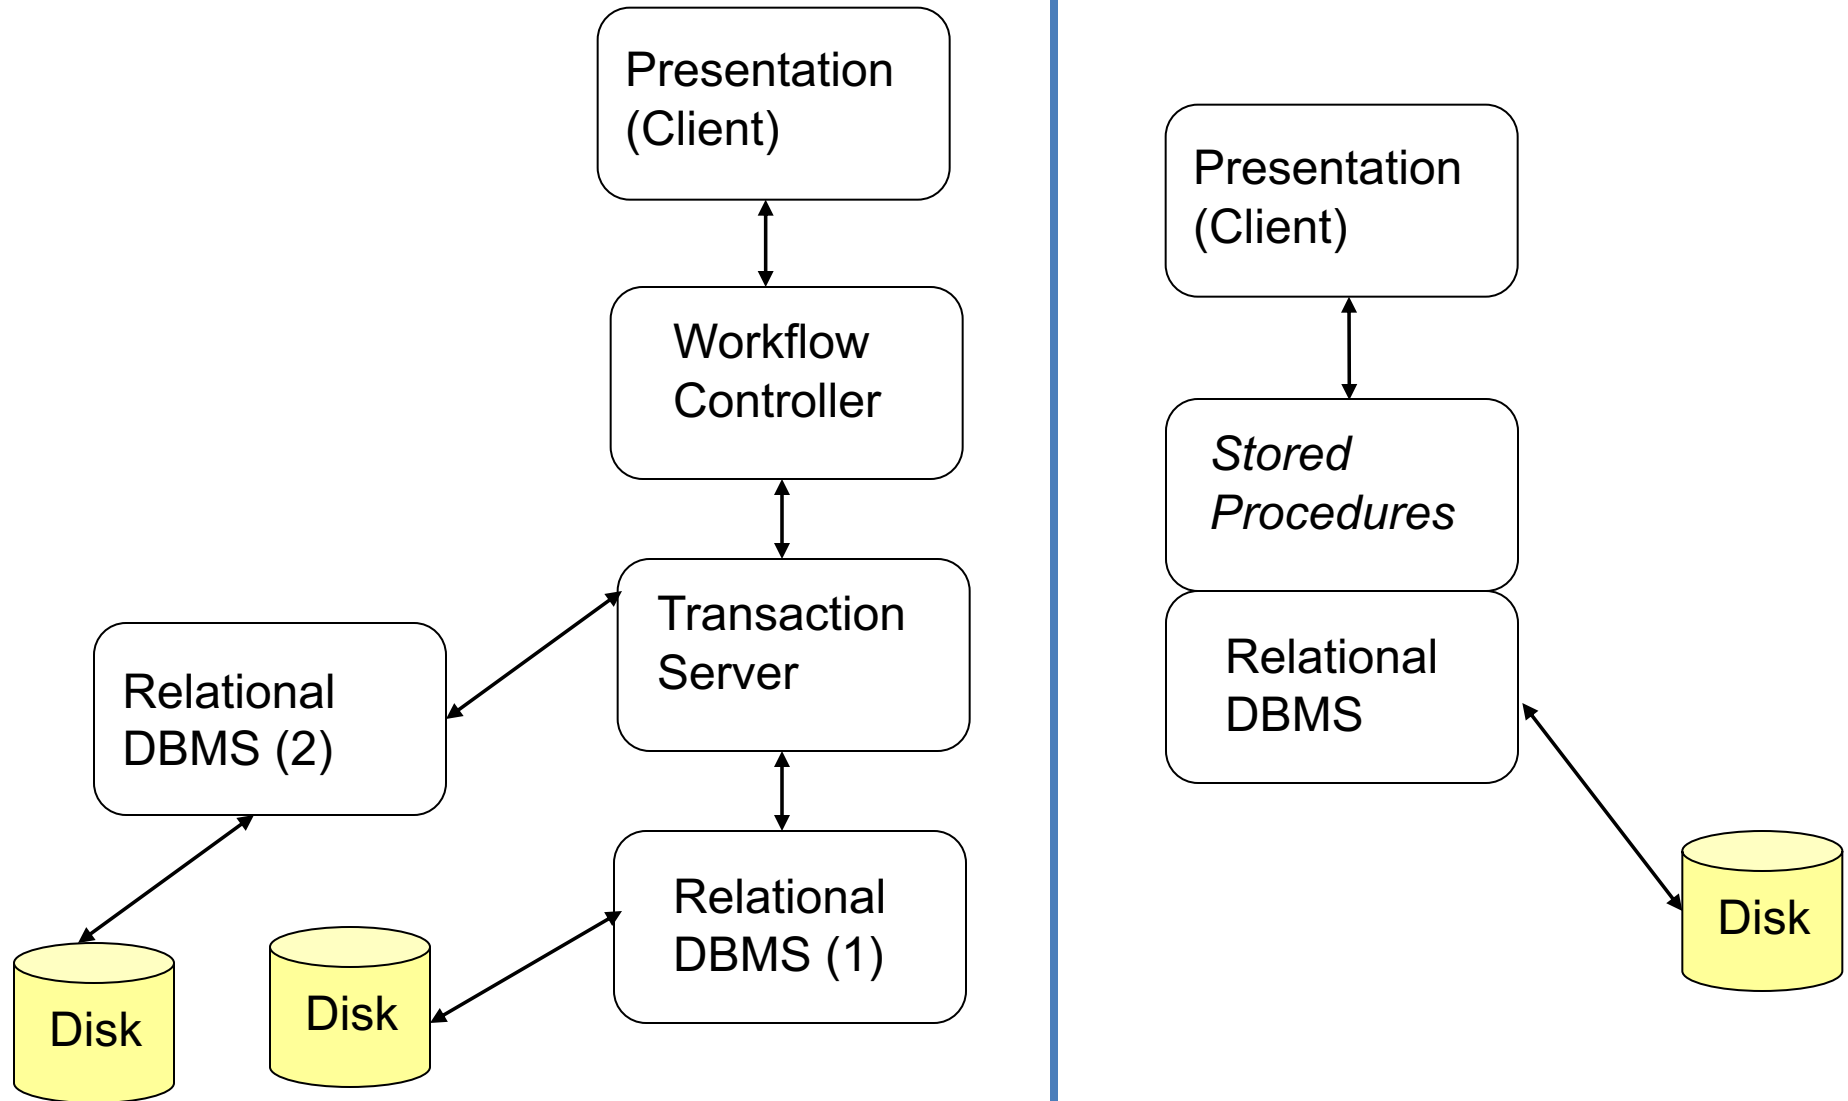 Presentation
(Client)
Workflow
Controller
Transaction
Server
Relational
DBMS (2)
Relational
DBMS (1)
Disk
Disk
Presentation
(Client)
Stored
Procedures
Relational
DBMS
Disk